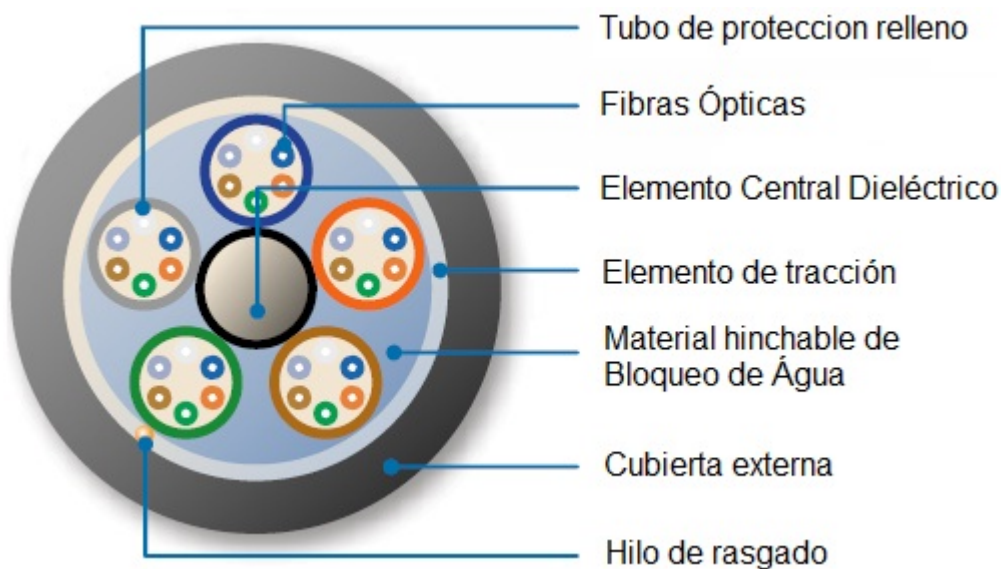 Tubo de proteccion relleno
Fibras Ópticas
Elemento Central Dieléctrico
Elemento de tracción
Material hinchable de
Bloqueo de Água
Cubierta externa
Hilo de rasgado